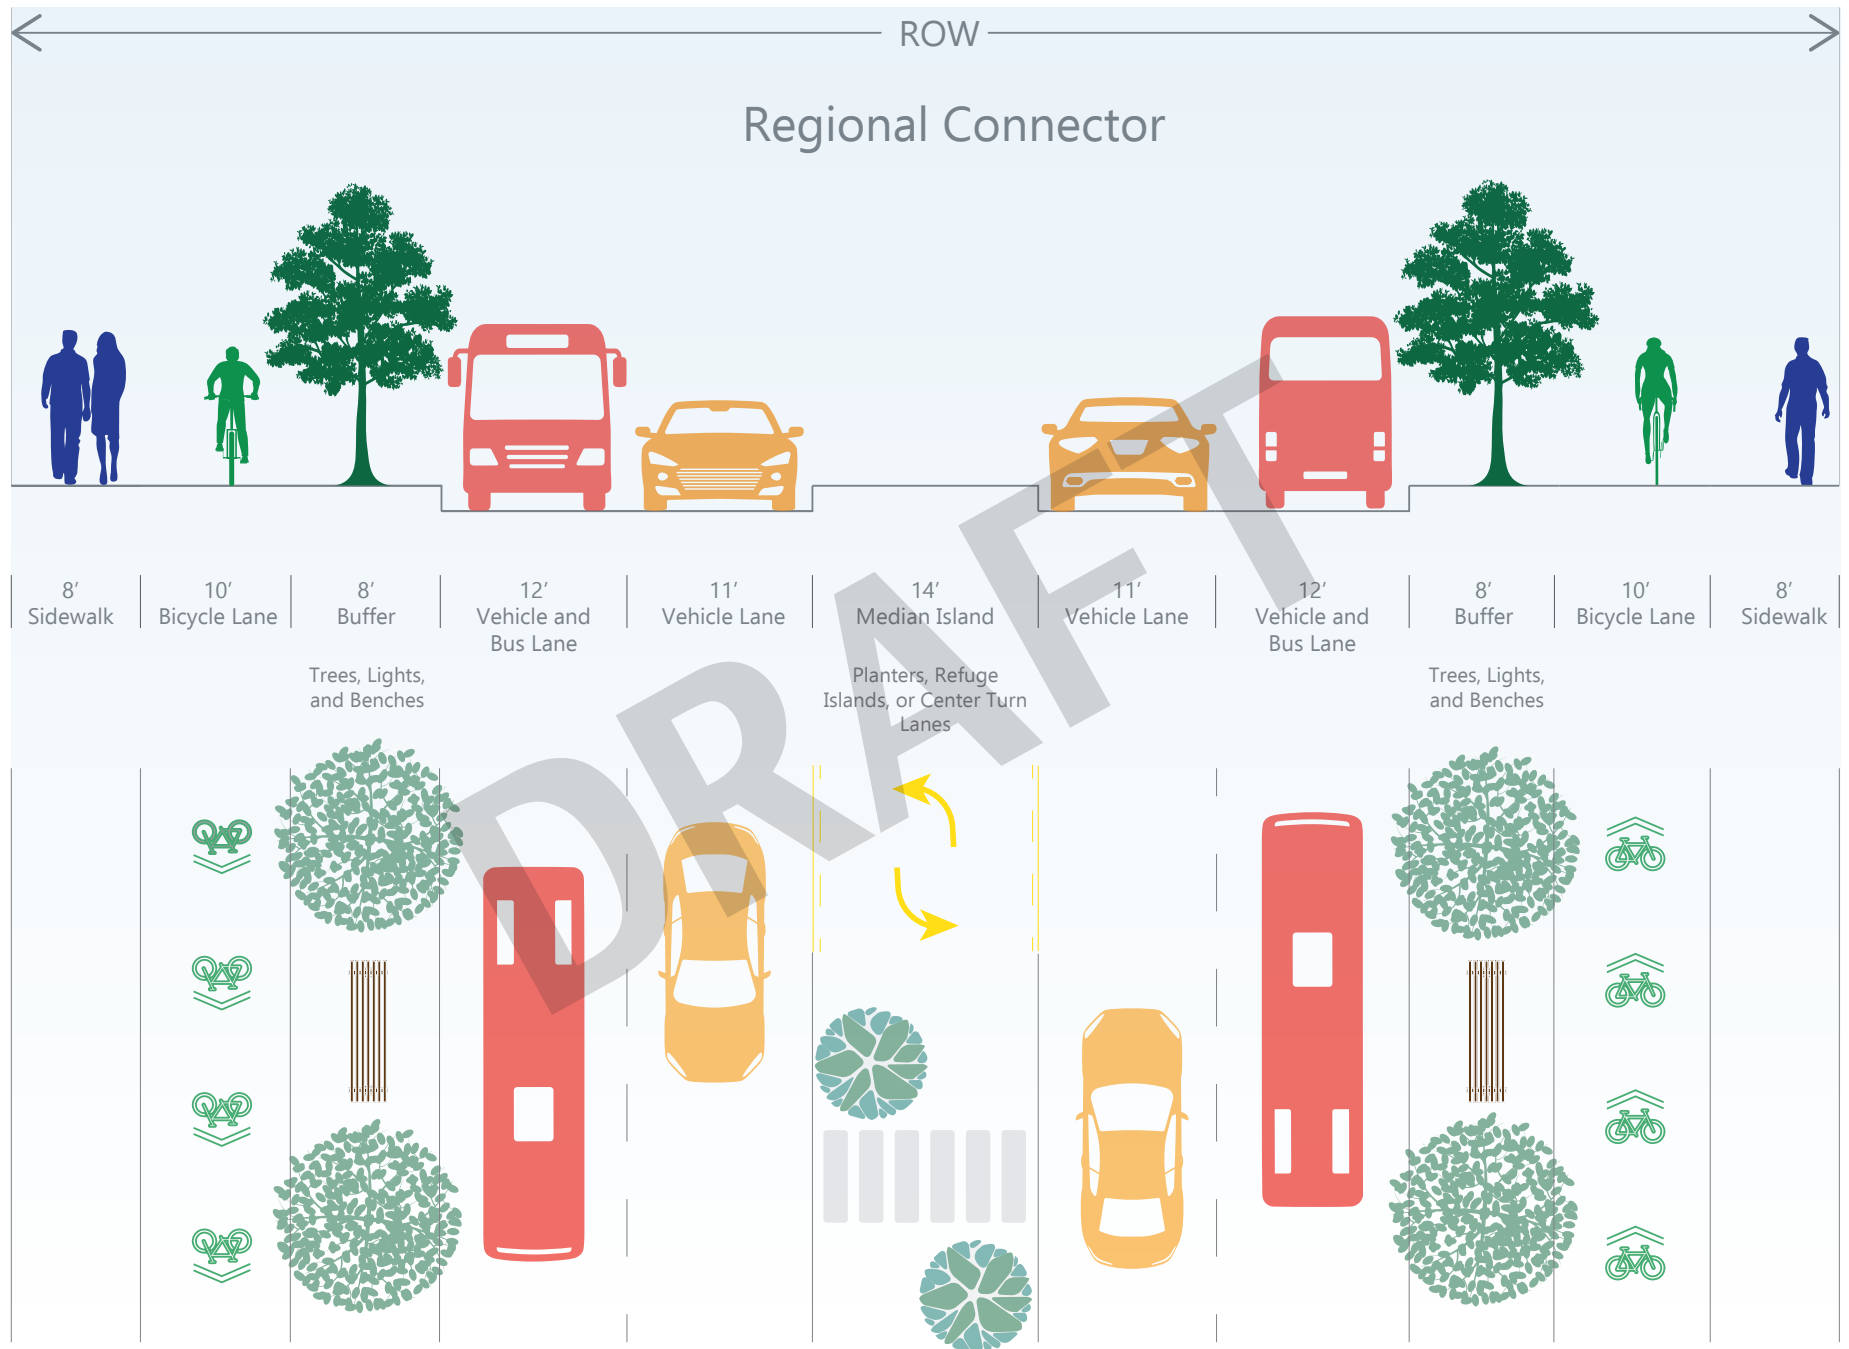 ROW
Regional Connector
8’
Sidewalk
10’
Bicycle Lane
8’
Buffer
12’
Vehicle and
Bus Lane
11’
Vehicle Lane
14’
Median Island
11’
Vehicle Lane
12’
Vehicle and
Bus Lane
8’
Buffer
10’
Bicycle Lane
8’
Sidewalk
Trees, Lights,
and Benches
Planters, Refuge
Islands, or Center Turn
Lanes
Trees, Lights,
and Benches
DRAFT